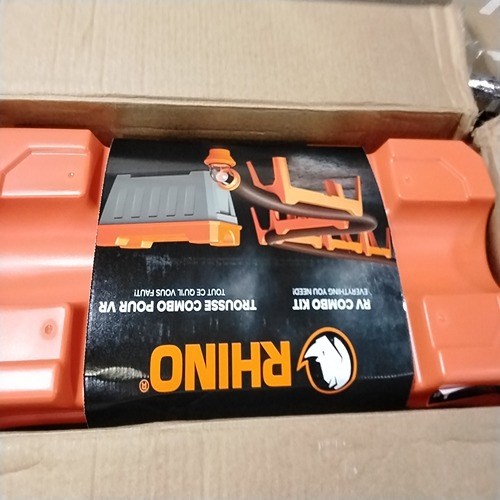 RHINO®
RV COMBO KIT
EVERYTHING YOU NEED!
TROUSSE COMBO POUR VR
TOUT CE QU'IL VOUS FAUT!